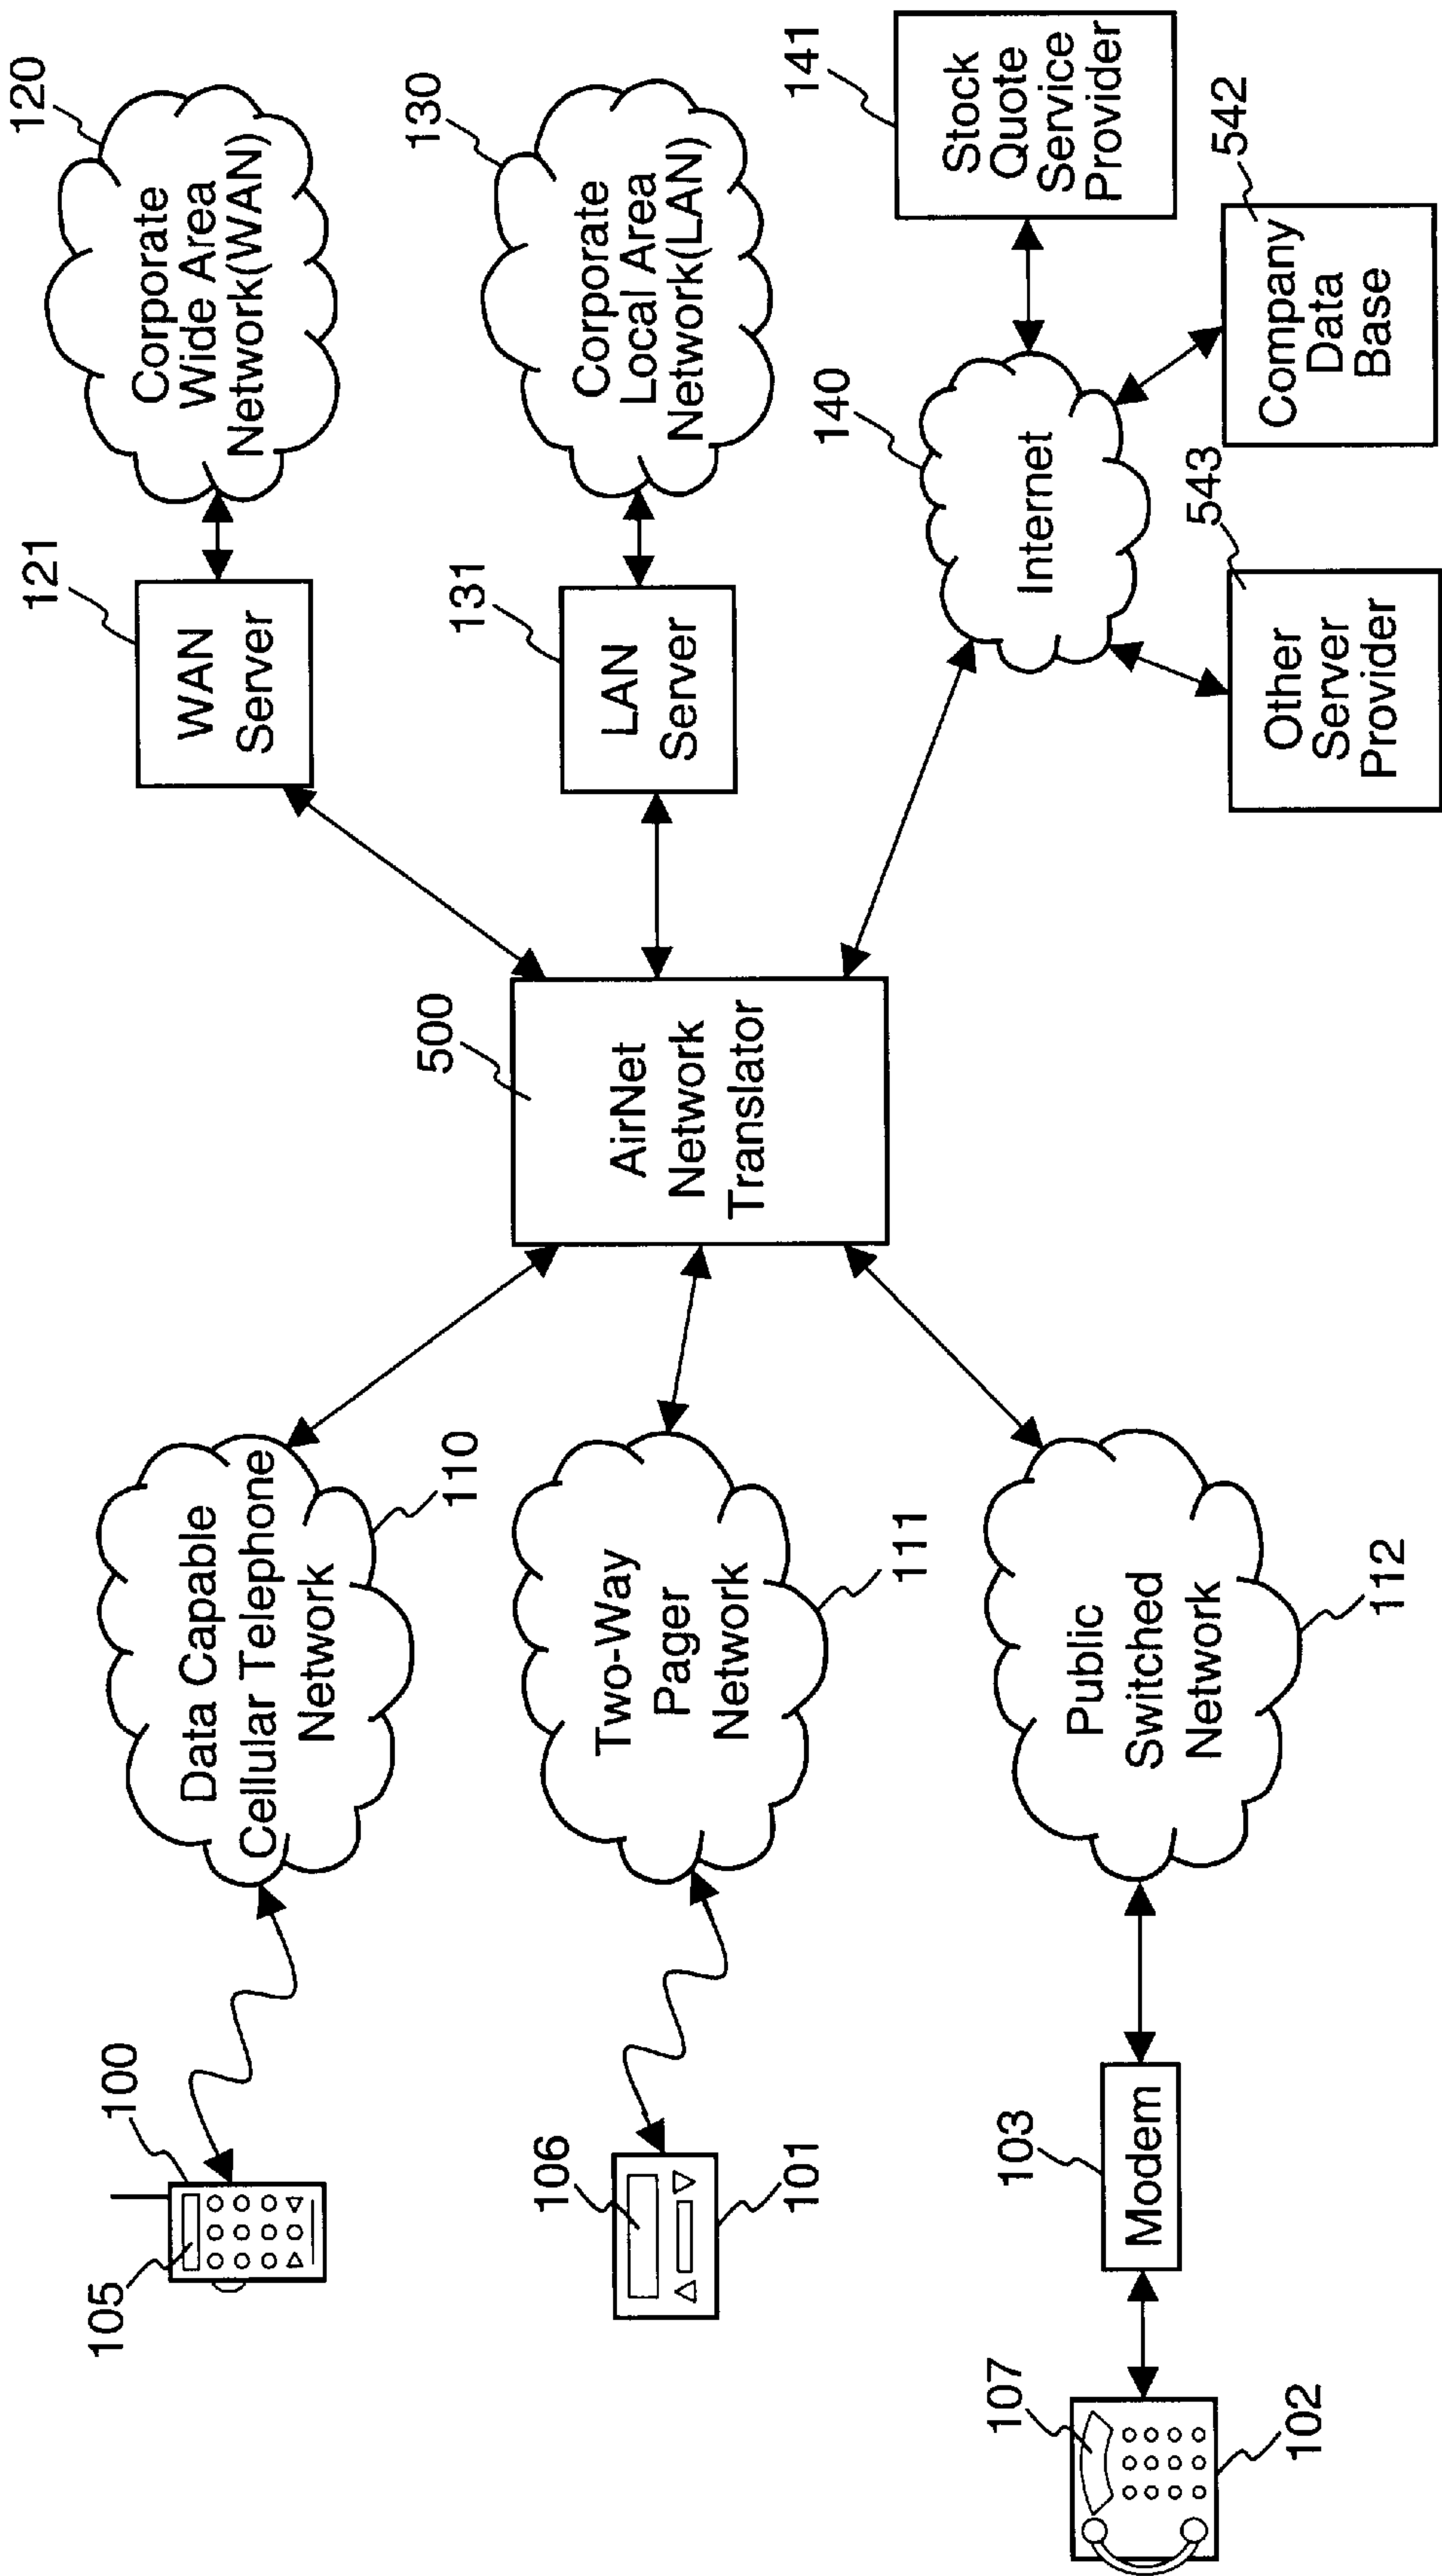 100
105
Data Capable
Cellular Telephone
Network
110
106
101
Two-Way
Pager
Network
111
107
102
103
Modem
Public
Switched
Network
112
500
AirNet
Network
Translator
121
WAN
Server
120
Corporate
Wide Area
Network(WAN)
131
LAN
Server
130
Corporate
Local Area
Network(LAN)
140
Internet
141
Stock
Quote
Service
Provider
543
Other
Server
Provider
542
Company
Data
Base